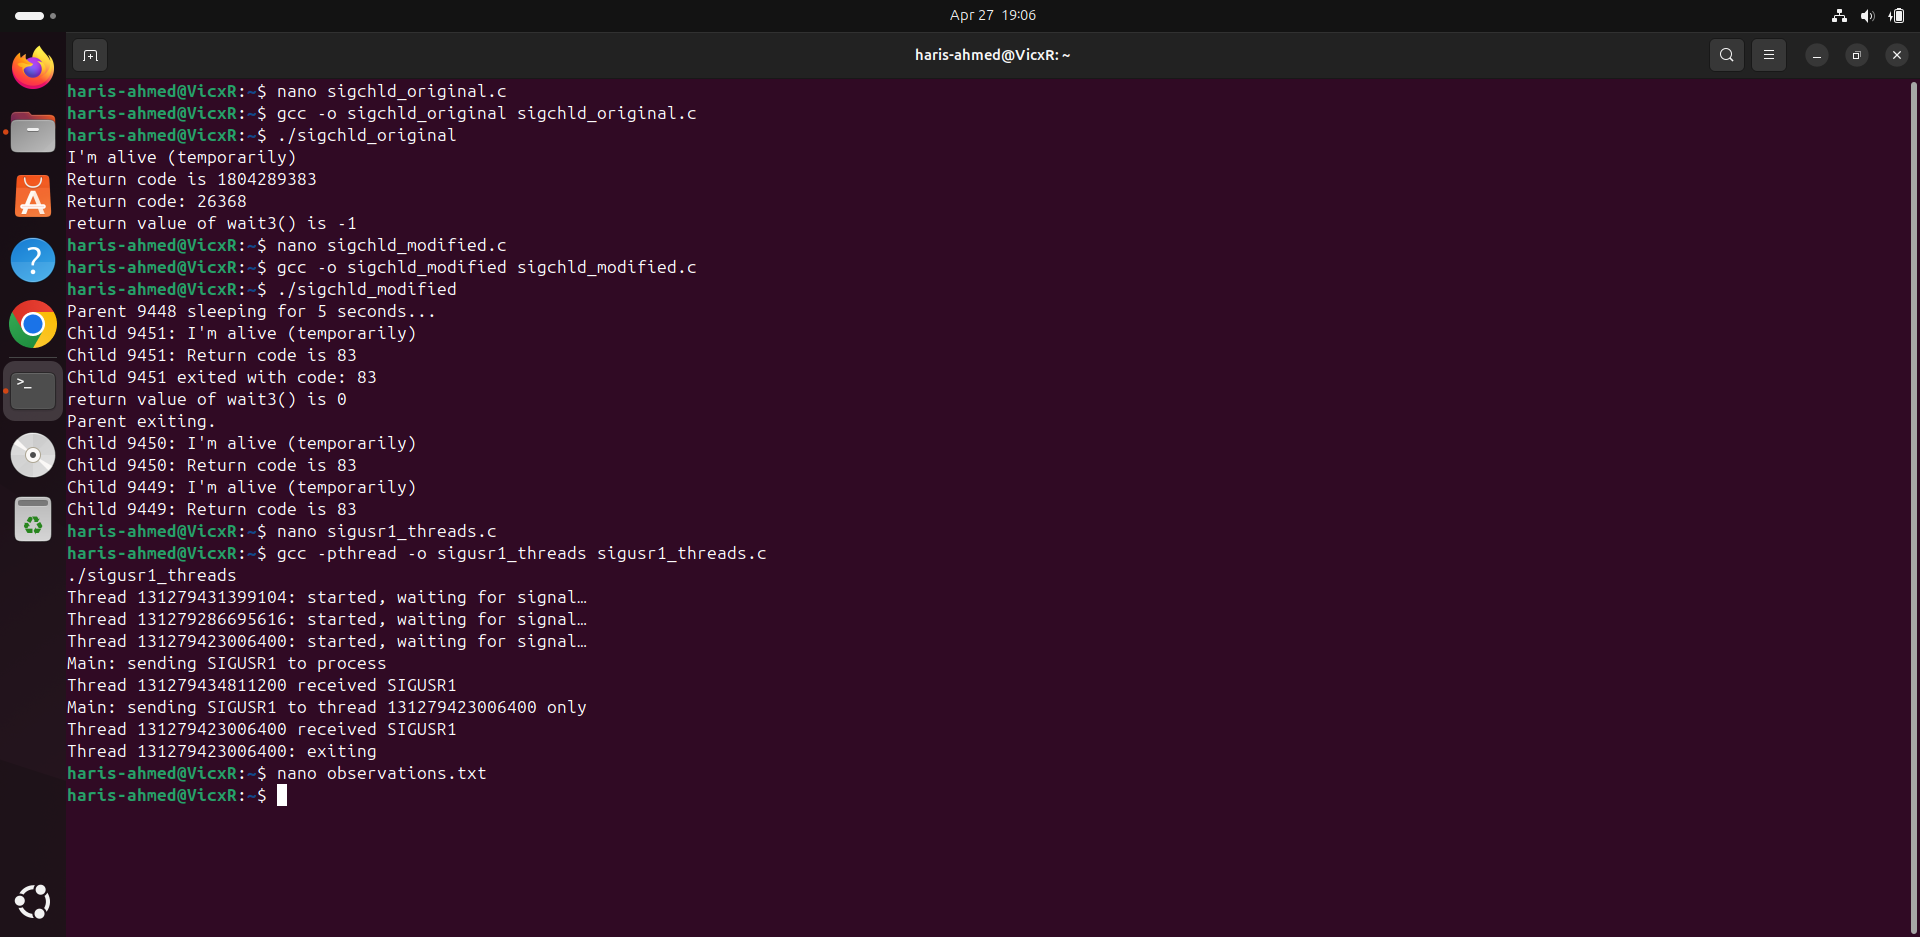 Apr 27 19:06
haris-ahmed@VicxR: ~
haris-ahmed@VicxR:~$ nano sigchld_original.c
haris-ahmed@VicxR:~$ gcc -o sigchld_original sigchld_original.c
haris-ahmed@VicxR:~$ ./sigchld_original
I'm alive (temporarily)
Return code is 1804289383
Return code: 26368
return value of wait3() is -1
haris-ahmed@VicxR:~$ nano sigchld_modified.c
haris-ahmed@VicxR:~$ gcc -o sigchld_modified sigchld_modified.c
haris-ahmed@VicxR:~$ ./sigchld_modified
Parent 9448 sleeping for 5 seconds...
Child 9451: I'm alive (temporarily)
Child 9451: Return code is 83
Child 9451 exited with code: 83
return value of wait3() is 0
Parent exiting.
Child 9450: I'm alive (temporarily)
Child 9450: Return code is 83
Child 9449: I'm alive (temporarily)
Child 9449: Return code is 83
haris-ahmed@VicxR:~$ nano sigusr1_threads.c
haris-ahmed@VicxR:~$ gcc -pthread -o sigusr1_threads sigusr1_threads.c
./sigusr1_threads
Thread 131279431399104: started, waiting for signal…
Thread 131279286695616: started, waiting for signal…
Thread 131279423006400: started, waiting for signal…
Main: sending SIGUSR1 to process
Thread 131279434811200 received SIGUSR1
Main: sending SIGUSR1 to thread 131279423006400 only
Thread 131279423006400 received SIGUSR1
Thread 131279423006400: exiting
haris-ahmed@VicxR:~$ nano observations.txt
haris-ahmed@VicxR:~$